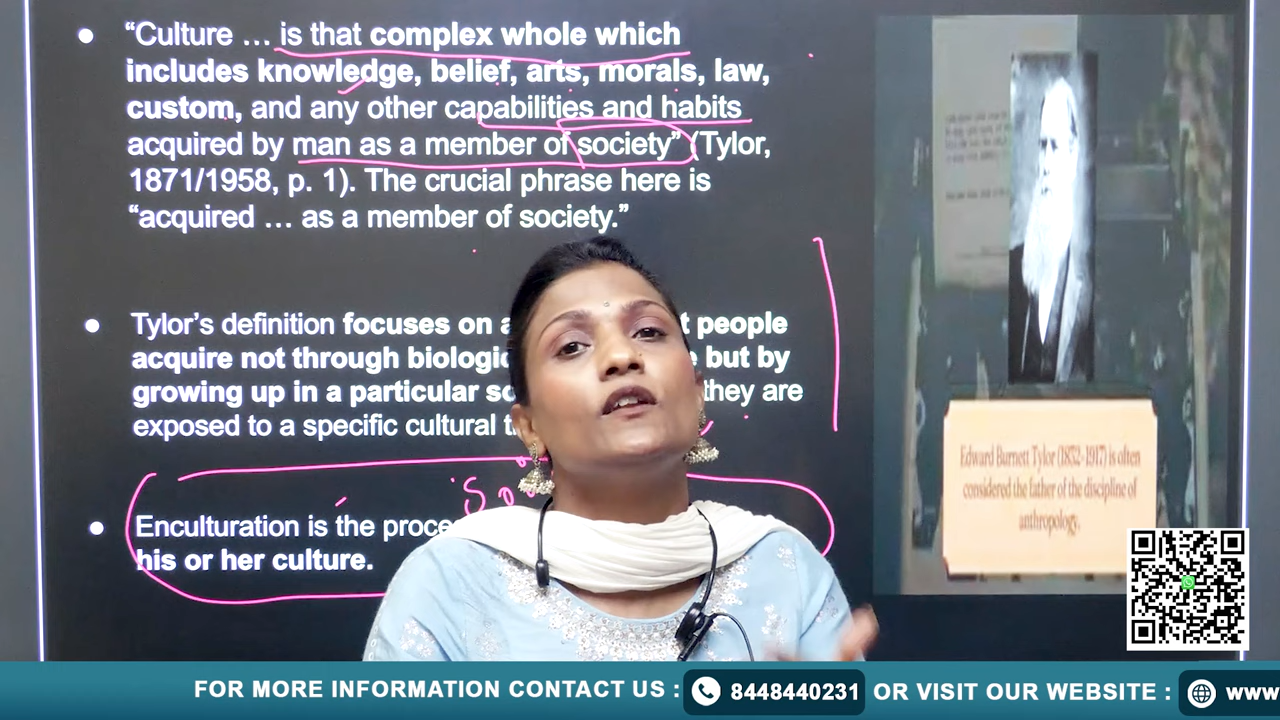 “Culture … is that complex whole which
includes knowledge, belief, arts, morals, law,
custom, and any other capabilities and habits
acquired by man as a member of society” (Tylor,
1871/1958, p. 1). The crucial phrase here is
“acquired … as a member of society.”
Tylor’s definition focuses on people
acquire not through but by
growing up in a particular they are
exposed to a specific cultural
Enculturation is the
his or her culture.
Edward Burnett Tylor (1832-1917) is often
considered the father of the discipline of
anthropology.
FOR MORE INFORMATION CONTACT US : 8448440231 OR VISIT OUR WEBSITE : www